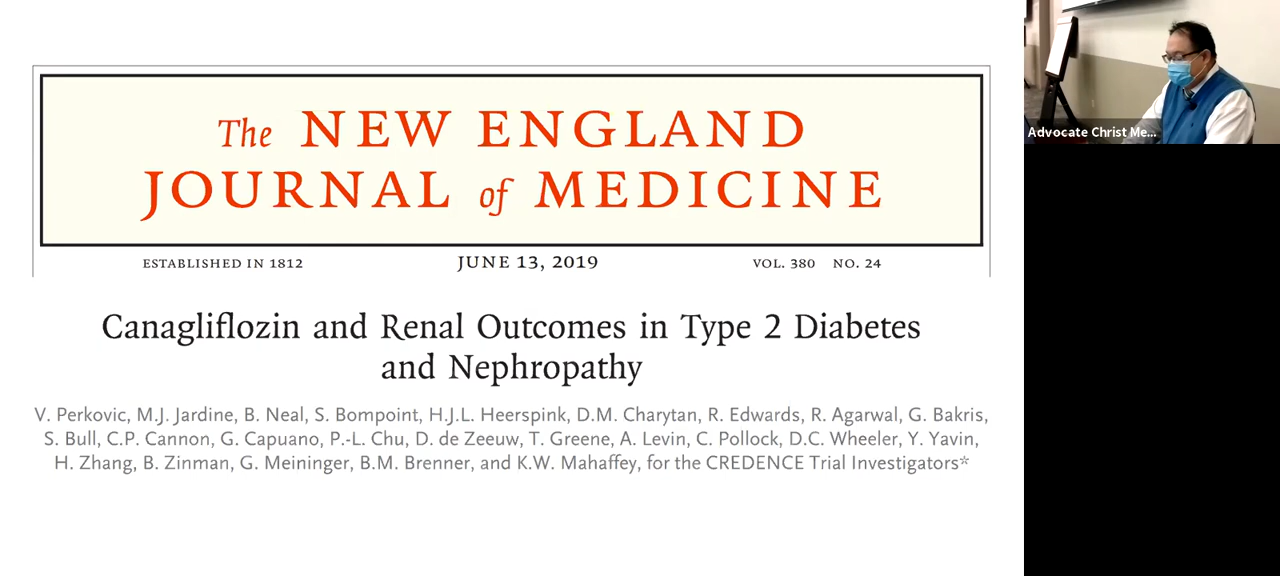 The NEW ENGLAND
JOURNAL of MEDICINE
ESTABLISHED IN 1812 JUNE 13, 2019 VOL. 380 NO. 24
Canagliflozin and Renal Outcomes in Type 2 Diabetes
and Nephropathy
V. Perkovic, M.J. Jardine, B. Neal, S. Bompoint, H.J.L. Heerspink, D.M. Charytan, R. Edwards, R. Agarwal, G. Bakris,
S. Bull, C.P. Cannon, G. Capuano, P.-L. Chu, D. de Zeeuw, T. Greene, A. Levin, C. Pollock, D.C. Wheeler, Y. Yavin,
H. Zhang, B. Zinman, G. Meininger, B.M. Brenner, and K.W. Mahaffey, for the CREDENCE Trial Investigators*
Advocate Christ Me...